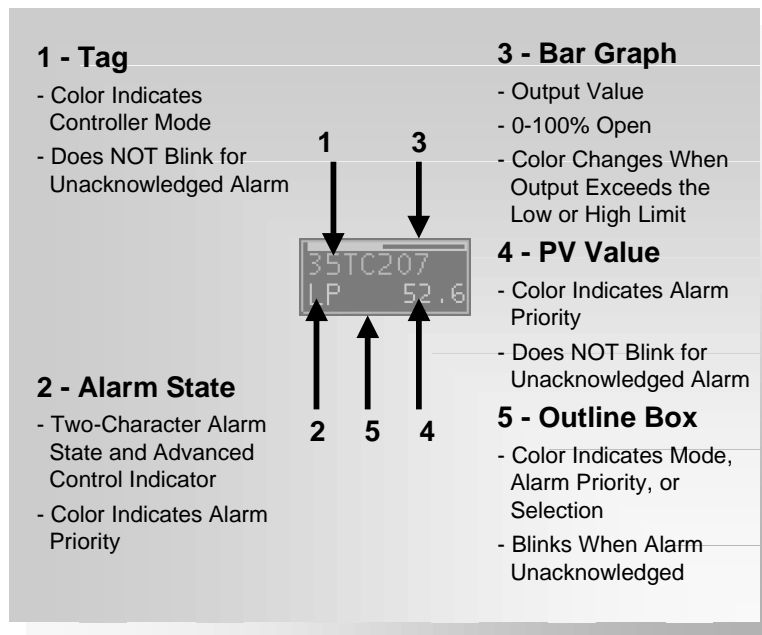 1 - Tag
- Color Indicates
Controller Mode
- Does NOT Blink for
Unacknowledged Alarm
1
3
3 - Bar Graph
- Output Value
- 0-100% Open
- Color Changes When
Output Exceeds the
Low or High Limit
35TC207
LP 52.6
4 - PV Value
- Color Indicates Alarm
Priority
- Does NOT Blink for
Unacknowledged Alarm
2 - Alarm State
- Two-Character Alarm
State and Advanced
Control Indicator
- Color Indicates Alarm
Priority
2
5
4
5 - Outline Box
- Color Indicates Mode,
Alarm Priority, or
Selection
- Blinks When Alarm
Unacknowledged